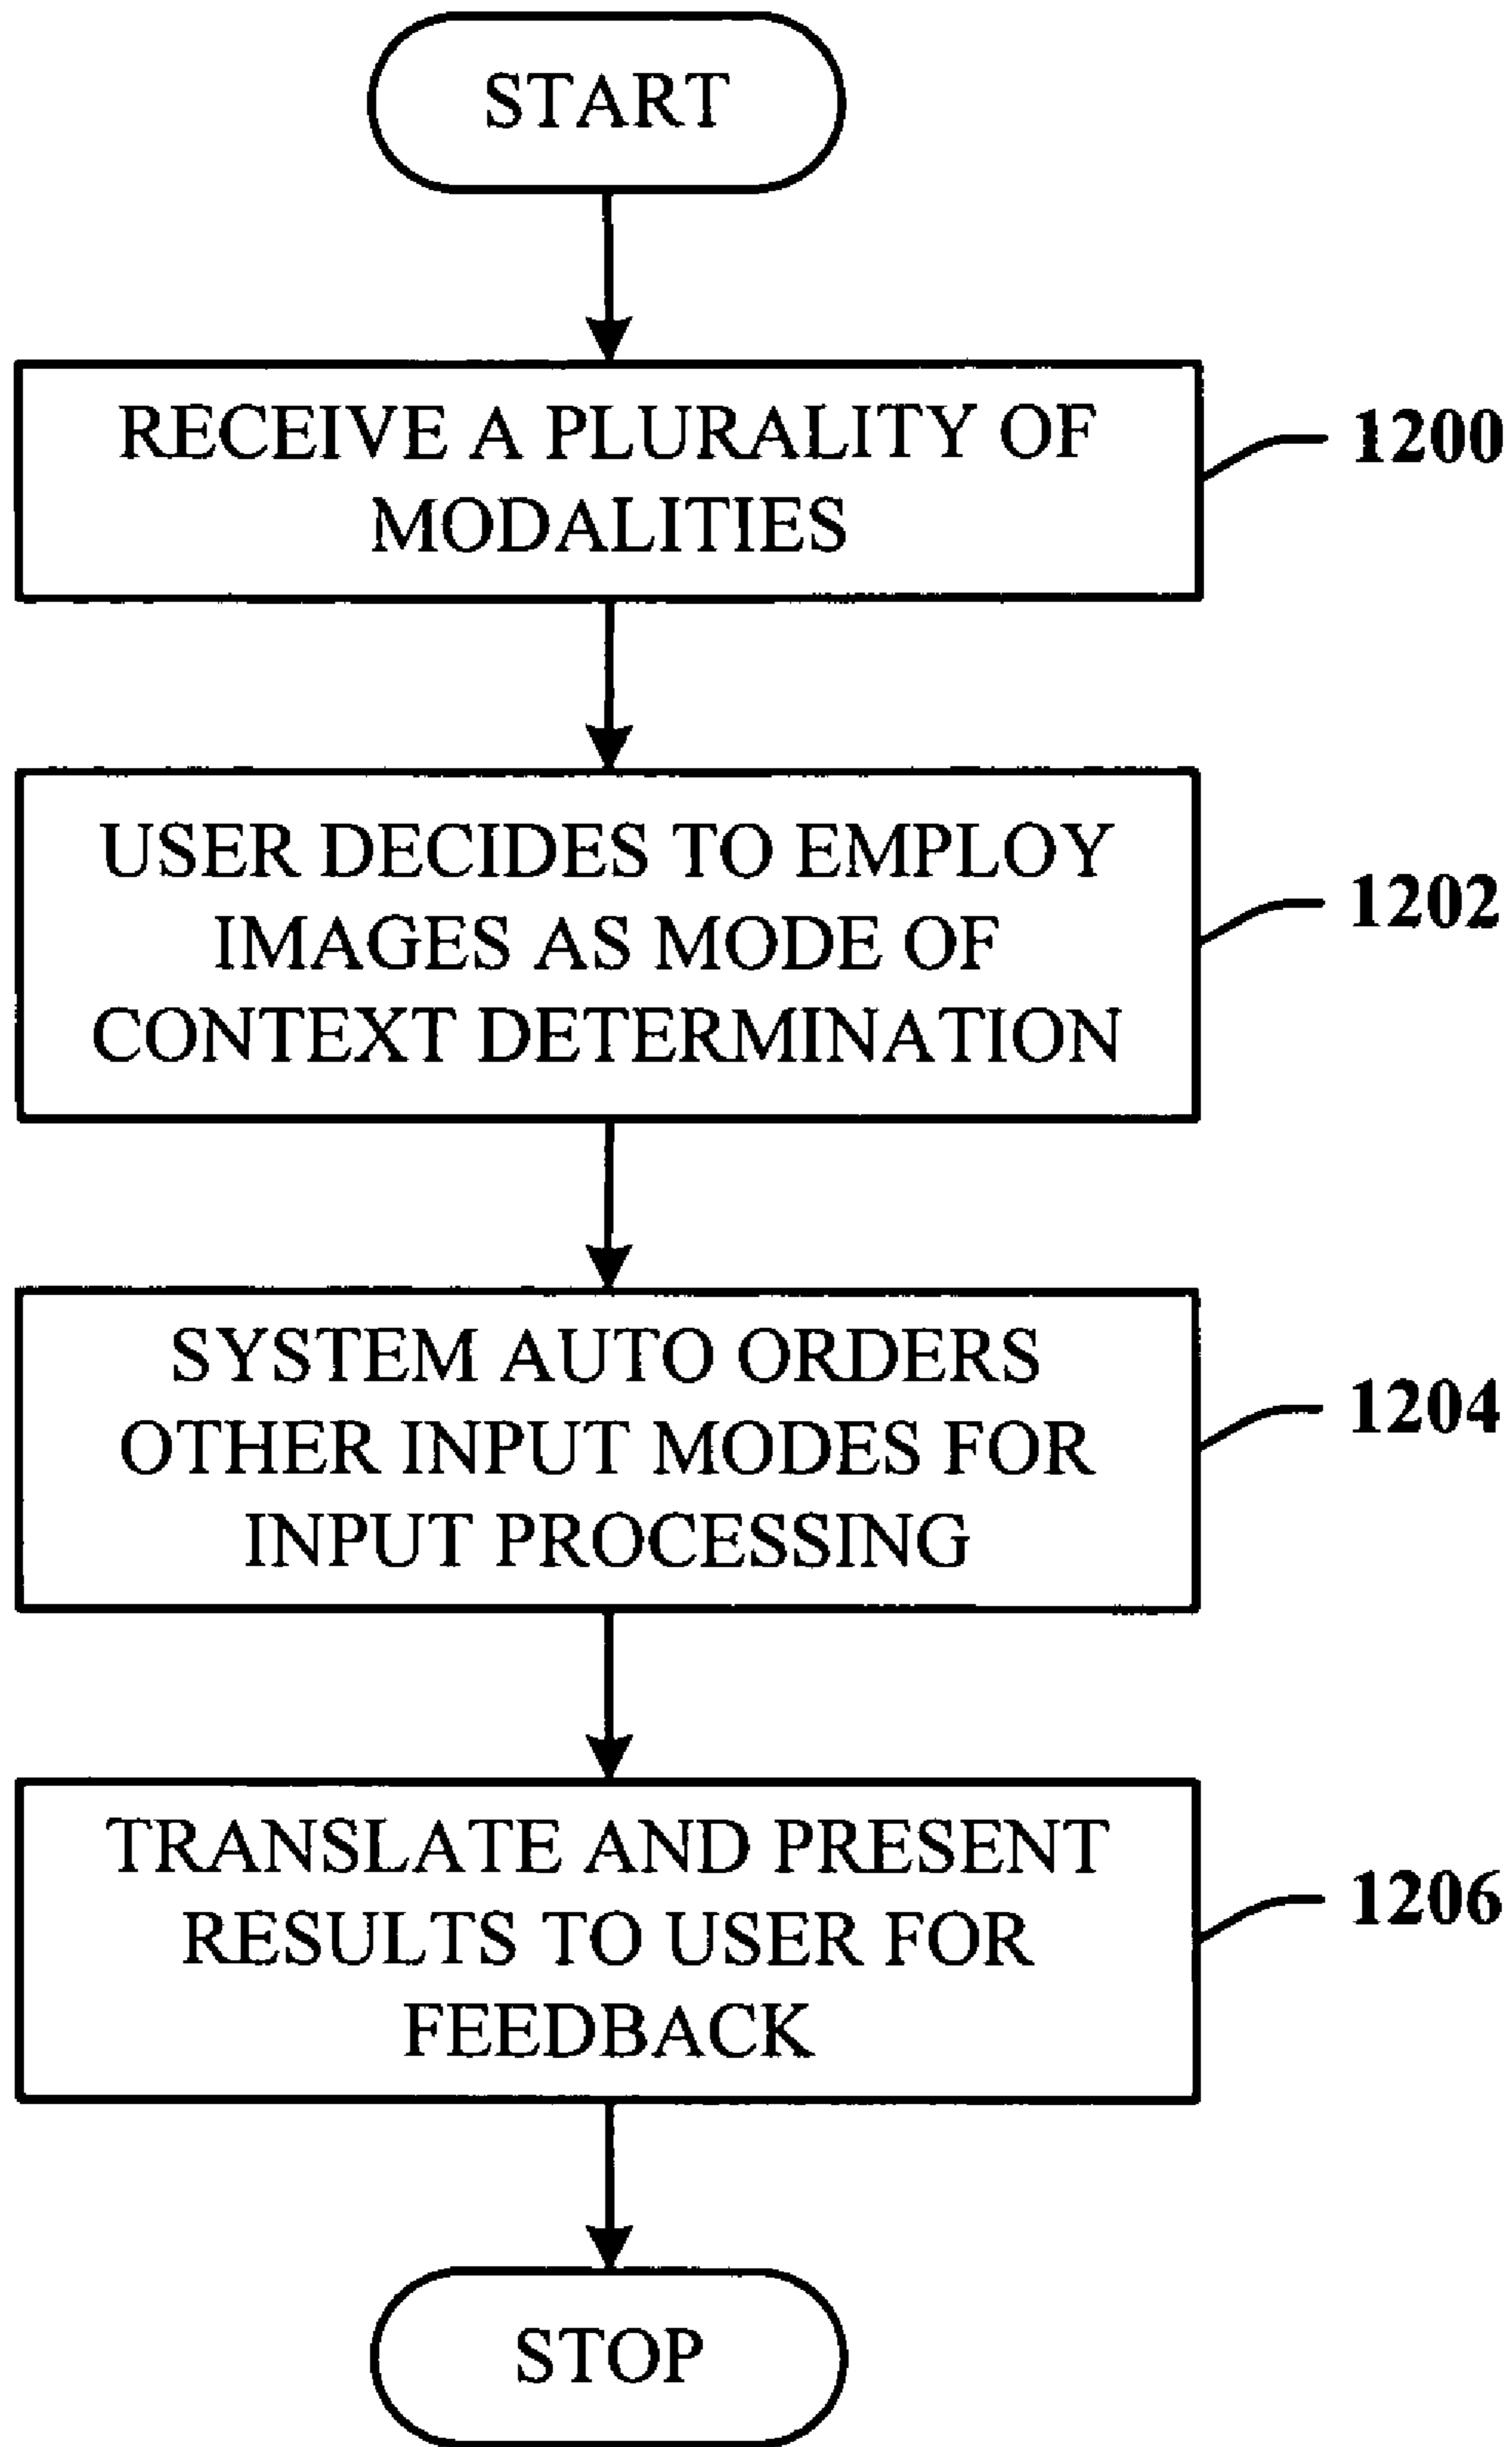 START
RECEIVE A PLURALITY OF
MODALITIES
1200
USER DECIDES TO EMPLOY
IMAGES AS MODE OF
CONTEXT DETERMINATION
1202
SYSTEM AUTO ORDERS
OTHER INPUT MODES FOR
INPUT PROCESSING
1204
TRANSLATE AND PRESENT
RESULTS TO USER FOR
FEEDBACK
1206
STOP